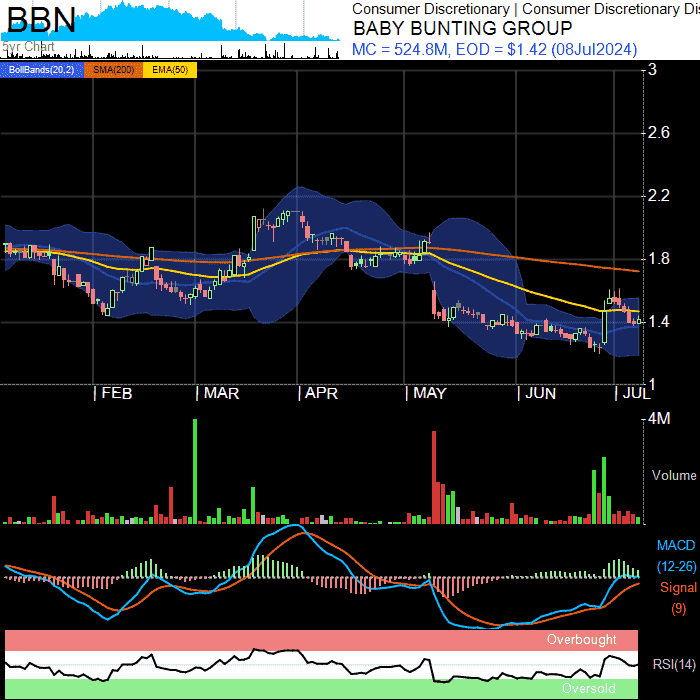 BBN
Consumer Discretionary | Consumer Discretionary Dis
BABY BUNTING GROUP
MC = 524.8M, EOD = $1.42 (08Jul2024)
5yr Chart
BollBands(20,2) SMA(200) EMA(50)
3
2.6
2.2
1.8
1.4
1
| FEB | MAR | APR | MAY | JUN | JUL
4M
Volume
MACD
(12-26)
Signal
(9)
Overbought
RSI(14)
Oversold